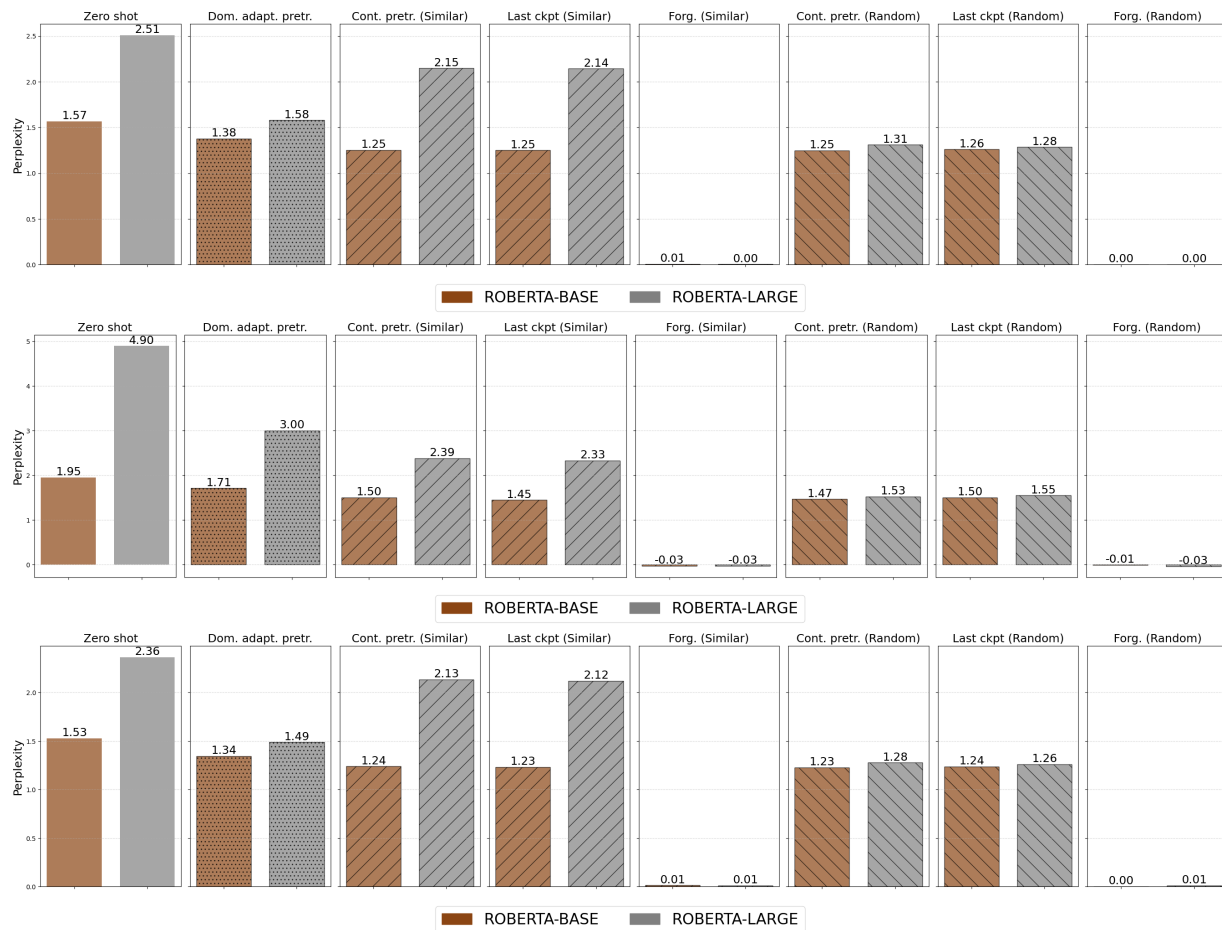 Zero shot Dom. adapt. pretr. Cont. pretr. (Similar) Last ckpt (Similar) Forg. (Similar) Cont. pretr. (Random) Last ckpt (Random) Forg. (Random)
Perplexity
2.5
2.0
1.5
1.0
0.5
0.0
1.57 2.51 1.38 1.58 1.25 2.15 1.25 2.14 0.01 0.00 1.25 1.31 1.26 1.28 0.00 0.00
ROBERTA-BASE ROBERTA-LARGE
Zero shot Dom. adapt. pretr. Cont. pretr. (Similar) Last ckpt (Similar) Forg. (Similar) Cont. pretr. (Random) Last ckpt (Random) Forg. (Random)
Perplexity
5
4
3
2
1
0
1.95 4.90 1.71 3.00 1.50 2.39 1.45 2.33 -0.03 -0.03 1.47 1.53 1.50 1.55 -0.01 -0.03
ROBERTA-BASE ROBERTA-LARGE
Zero shot Dom. adapt. pretr. Cont. pretr. (Similar) Last ckpt (Similar) Forg. (Similar) Cont. pretr. (Random) Last ckpt (Random) Forg. (Random)
Perplexity
2.0
1.5
1.0
0.5
0.0
1.53 2.36 1.34 1.49 1.24 2.13 1.23 2.12 0.01 0.01 1.23 1.28 1.24 1.26 0.00 0.01
ROBERTA-BASE ROBERTA-LARGE